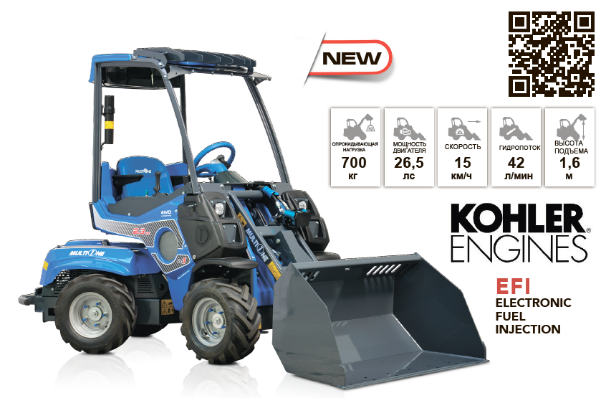 NEW
ОПРОКИДЫВАЮЩАЯ НАГРУЗКА
700 кг
МОЩНОСТЬ ДВИГАТЕЛЯ
26,5 лс
СКОРОСТЬ
15 км/ч
ГИДРОПОТОК
42 л/мин
ВЫСОТА ПОДЪЕМА
1,6 м
KOHLER®
ENGINES
EFI
ELECTRONIC
FUEL
INJECTION
MULTIONE
MULTIONE